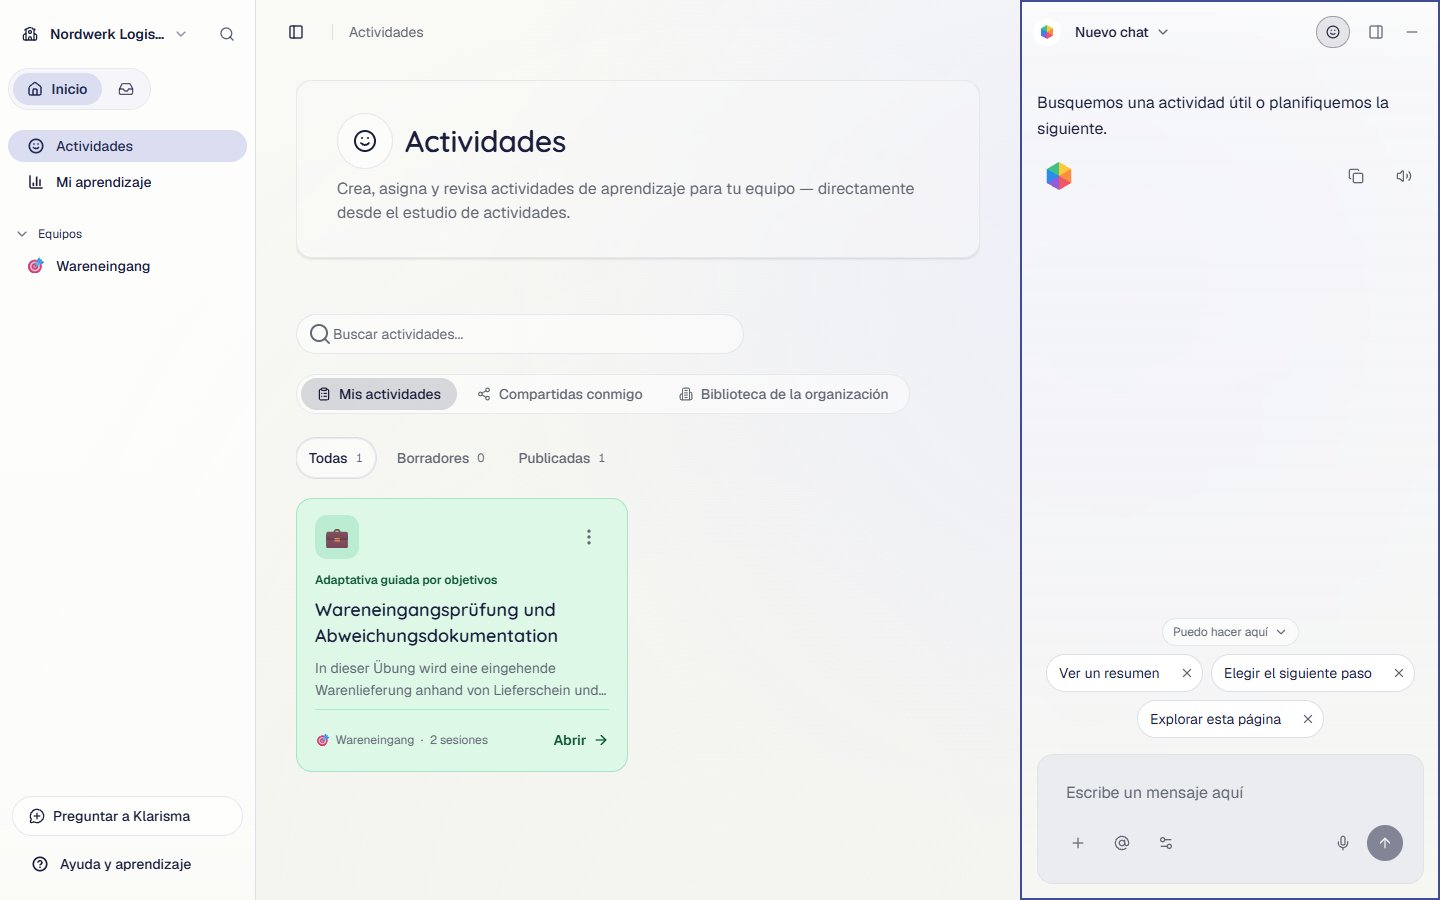 Nordwerk Logis...
Inicio
Actividades
Mi aprendizaje
Equipos
Wareneingang
Preguntar a Klarisma
Ayuda y aprendizaje
Actividades
Actividades
Crea, asigna y revisa actividades de aprendizaje para tu equipo — directamente
desde el estudio de actividades.
Buscar actividades...
Mis actividades
Compartidas conmigo
Biblioteca de la organización
Todas 1
Borradores 0
Publicadas 1
Adaptativa guiada por objetivos
Wareneingangsprüfung und
Abweichungsdokumentation
In dieser Übung wird eine eingehende
Warenlieferung anhand von Lieferschein und...
Wareneingang · 2 sesiones
Abrir
Nuevo chat
Busquemos una actividad útil o planifiquemos la
siguiente.
Puedo hacer aquí
Ver un resumen
Elegir el siguiente paso
Explorar esta página
Escribe un mensaje aquí